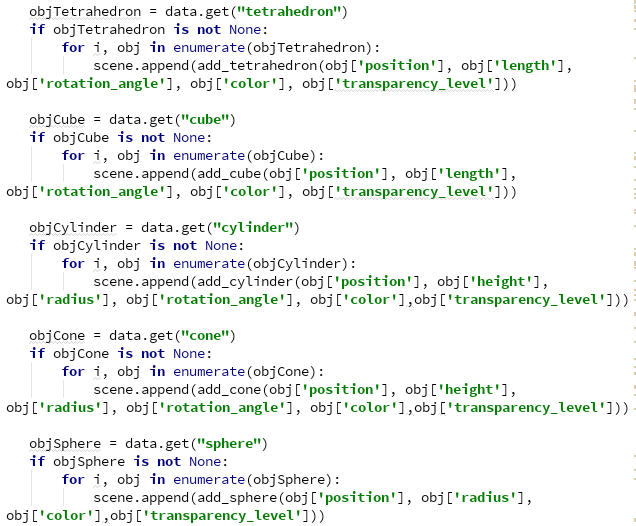 objTetrahedron = data.get("tetrahedron")
if objTetrahedron is not None:
for i, obj in enumerate(objTetrahedron):
scene.append(add_tetrahedron(obj['position'], obj['length'],
obj['rotation_angle'], obj['color'], obj['transparency_level']))
objCube = data.get("cube")
if objCube is not None:
for i, obj in enumerate(objCube):
scene.append(add_cube(obj['position'], obj['length'],
obj['rotation_angle'], obj['color'], obj['transparency_level']))
objCylinder = data.get("cylinder")
if objCylinder is not None:
for i, obj in enumerate(objCylinder):
scene.append(add_cylinder(obj['position'], obj['height'],
obj['radius'], obj['rotation_angle'], obj['color'],obj['transparency_level']))
objCone = data.get("cone")
if objCone is not None:
for i, obj in enumerate(objCone):
scene.append(add_cone(obj['position'], obj['height'],
obj['radius'], obj['rotation_angle'], obj['color'],obj['transparency_level']))
objSphere = data.get("sphere")
if objSphere is not None:
for i, obj in enumerate(objSphere):
scene.append(add_sphere(obj['position'], obj['radius'],
obj['color'],obj['transparency_level']))